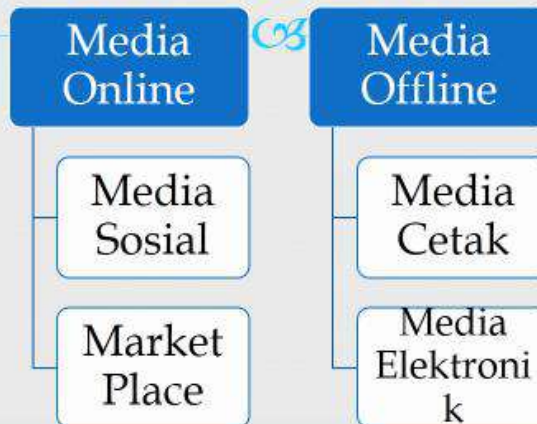 Media
Online
Media
Sosial
Market
Place
Media
Offline
Media
Cetak
Media
Elektroni
k